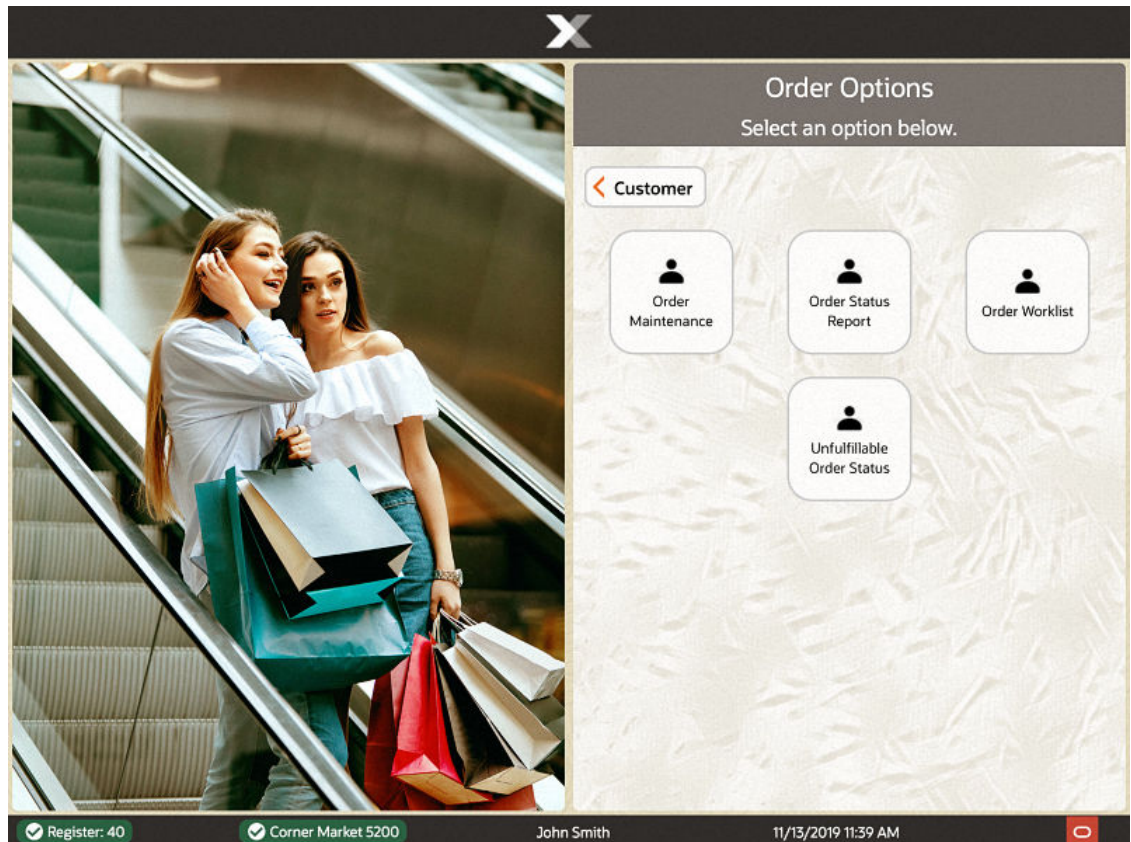 Order Options
Select an option below.
Customer
Order
Maintenance
Order Status
Report
Order Worklist
Unfulfillable
Order Status
Register: 40
Corner Market 5200
John Smith
11/13/2019 11:39 AM